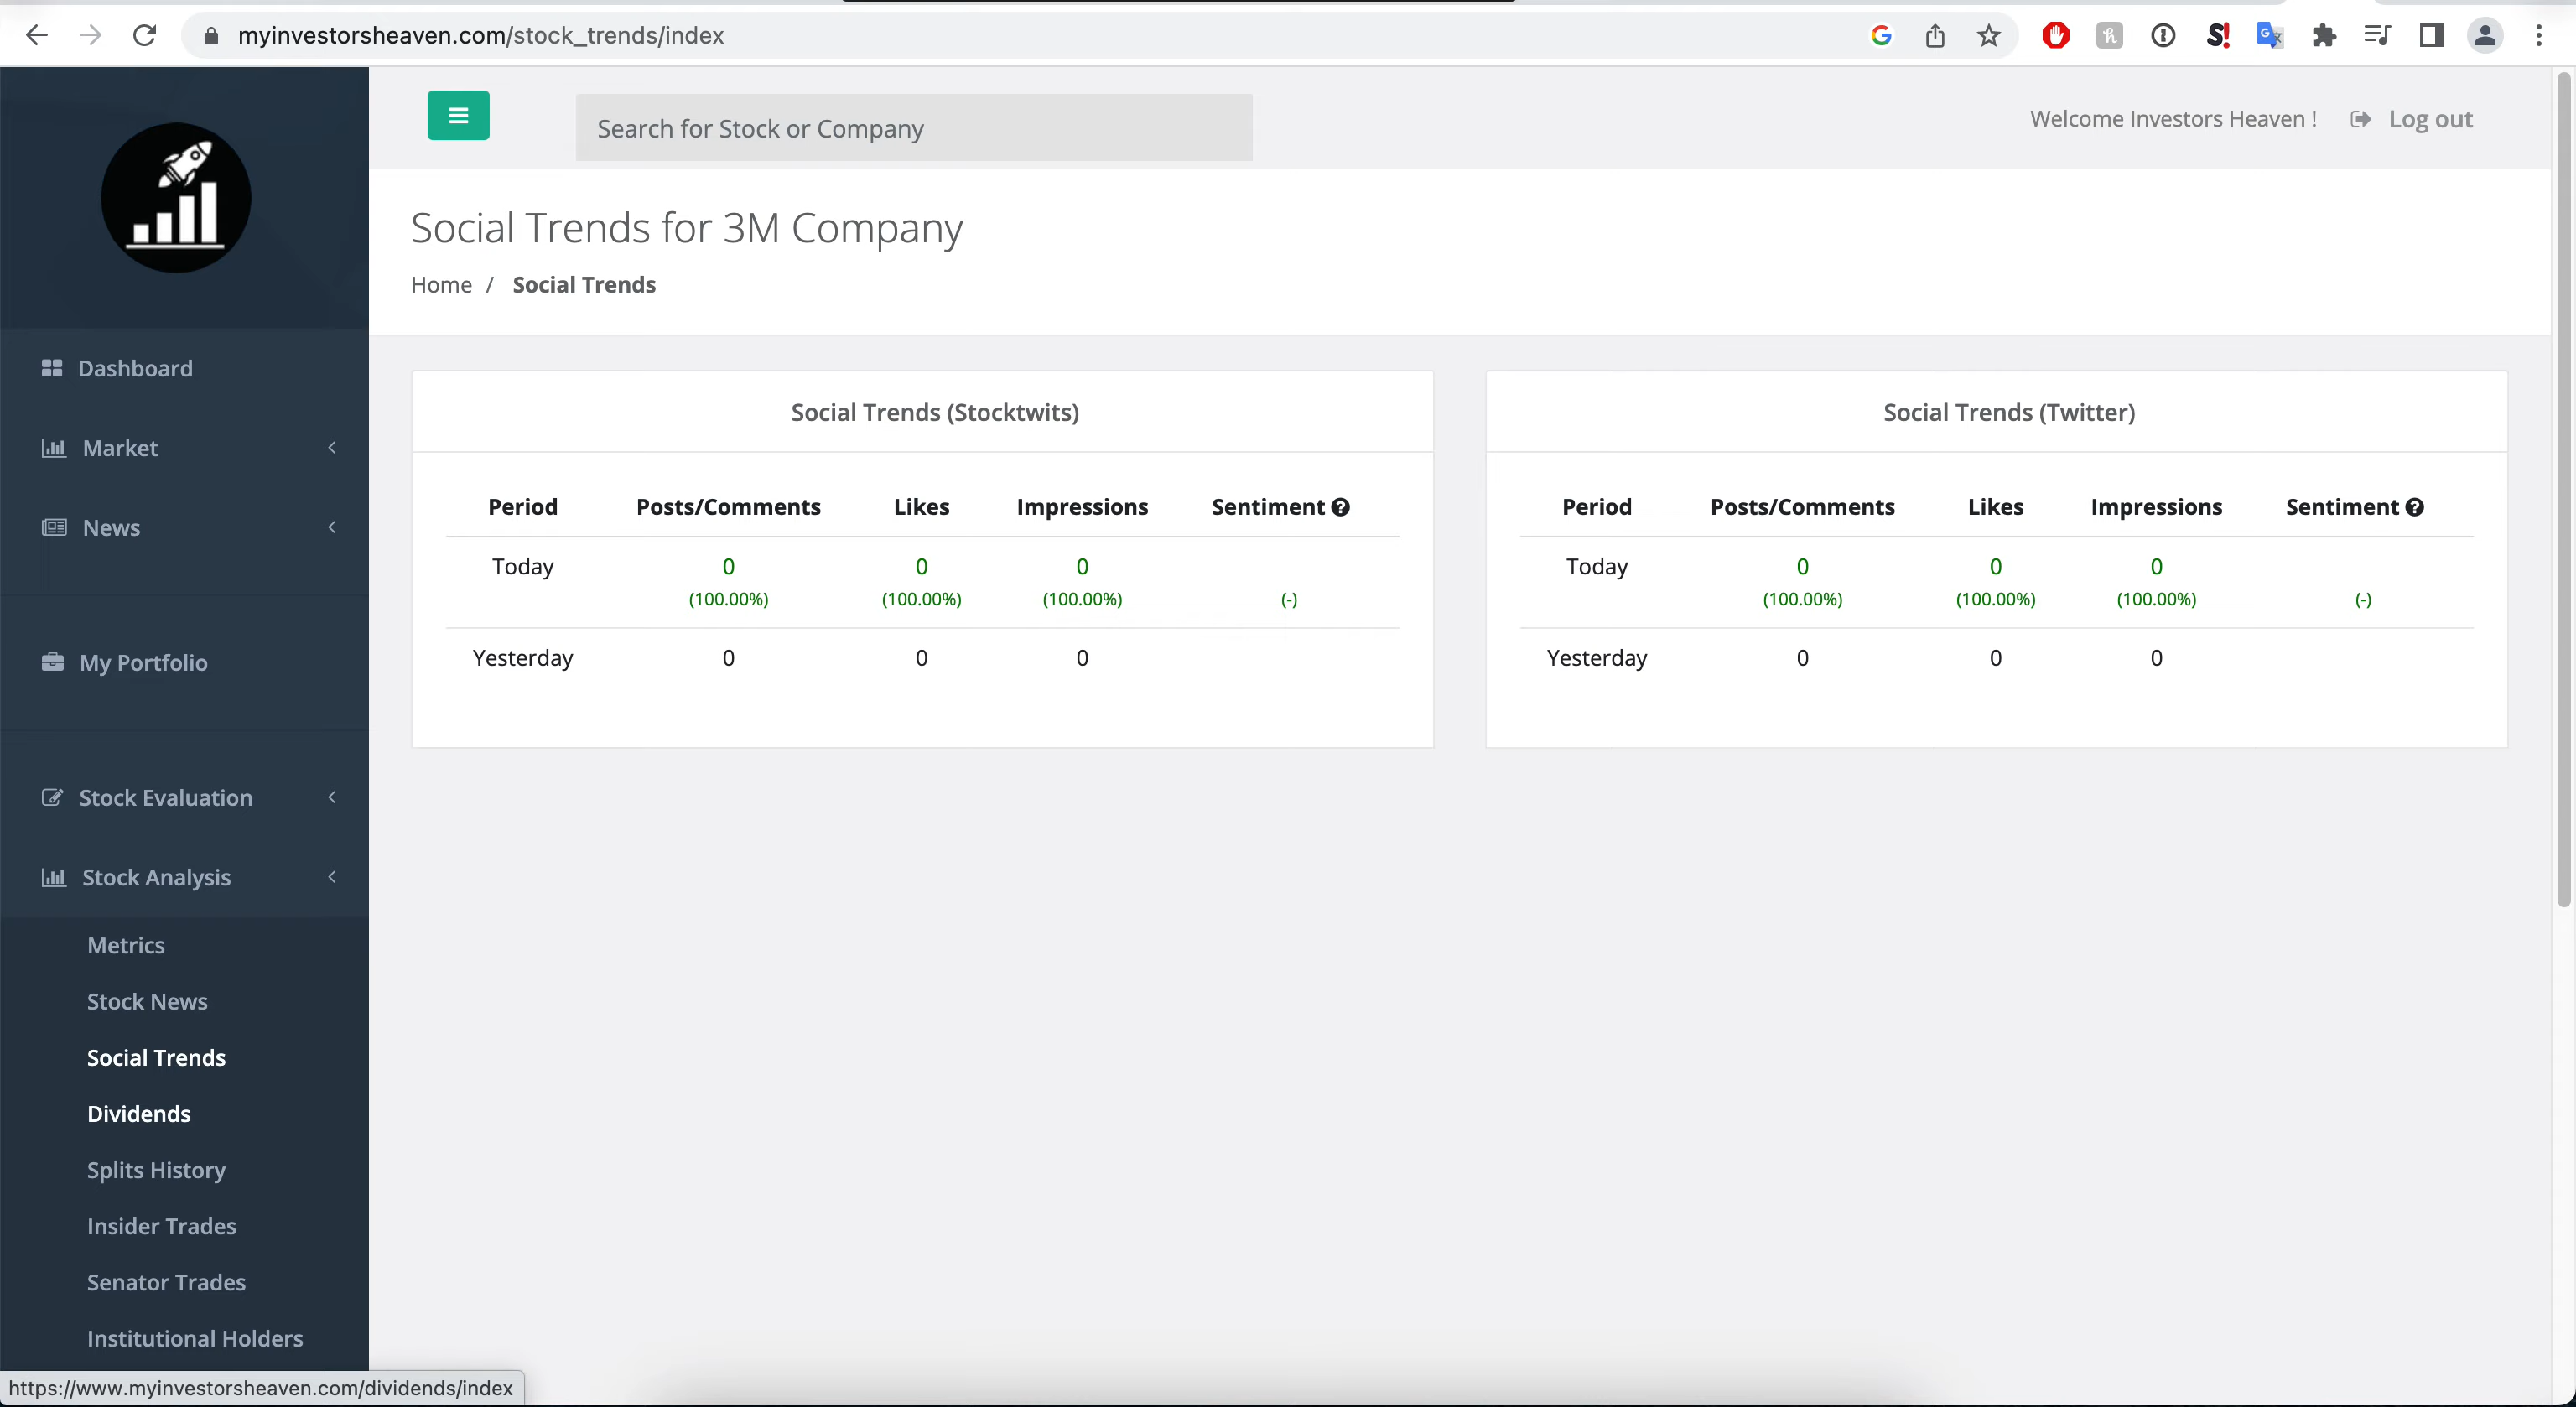 myinvestorsheaven.com/stock_trends/index
Search for Stock or Company
Welcome Investors Heaven !
Log out
Social Trends for 3M Company
Home / Social Trends
Dashboard
Market
News
My Portfolio
Stock Evaluation
Stock Analysis
Metrics
Stock News
Social Trends
Dividends
Splits History
Insider Trades
Senator Trades
Institutional Holders
Social Trends (Stocktwits)
Period Posts/Comments Likes Impressions Sentiment
Today 0 0 0
(100.00%) (100.00%) (100.00%) (-)
Yesterday 0 0 0
Social Trends (Twitter)
Period Posts/Comments Likes Impressions Sentiment
Today 0 0 0
(100.00%) (100.00%) (100.00%) (-)
Yesterday 0 0 0
https://www.myinvestorsheaven.com/dividends/index